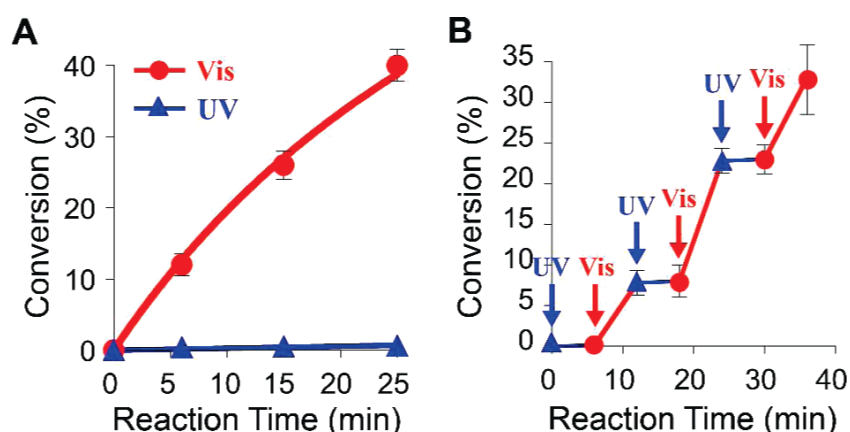 A
Conversion (%)
40
30
20
10
0
Vis
UV
0 5 10 15 20 25
Reaction Time (min)
B
Conversion (%)
35
30
25
20
15
10
5
0
UV Vis
UV Vis
UV Vis
0 10 20 30 40
Reaction Time (min)